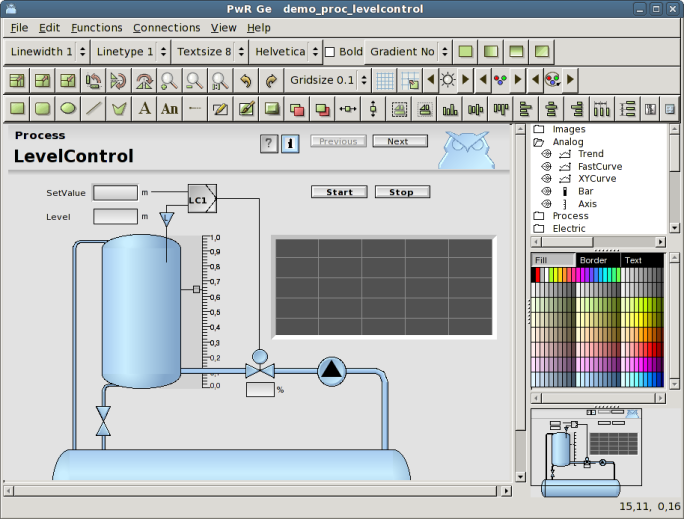 PwR Ge demo_proc_levelcontrol
File Edit Functions Connections View Help
Linewidth 1 Linetype 1 Textsize 8 Helvetica Bold Gradient No
Gridsize 0.1
A An
Process
LevelControl
? i Previous Next
SetValue m LC1 Start Stop
Level m L
1,0
0,9
0,8
0,7
0,6
0,5
0,4
0,3
0,2
0,1
0,0
%
Images
Analog
Trend
FastCurve
XYCurve
Bar
Axis
Process
Electric
Fill Border Text
15,11, 0,16